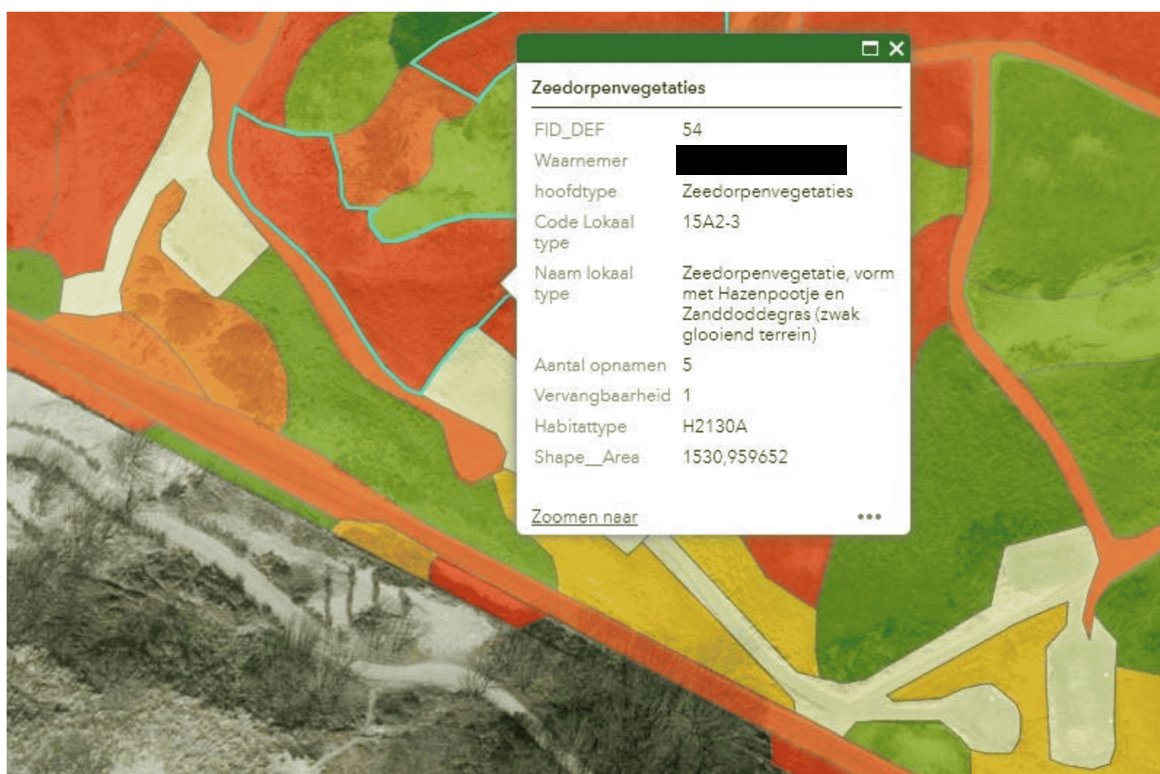 Zeedorpenvegetaties
FID_DEF 54
Waarnemer
hoofdtype Zeedorpenvegetaties
Code Lokaal type 15A2-3
Naam lokaal type Zeedorpenvegetatie, vorm
met Hazenpootje en
Zanddoddegras (zwak
glooiend terrein)
Aantal opnamen 5
Vervangbaarheid 1
Habitattype H2130A
Shape__Area 1530,959652
Zoomen naar